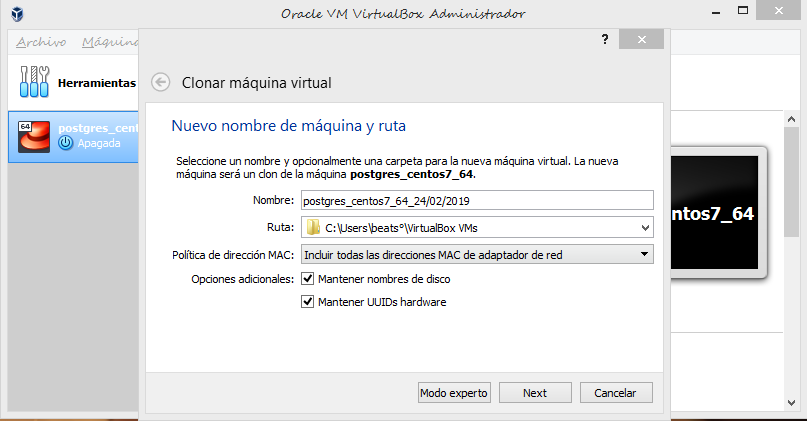 Oracle VM VirtualBox Administrador
Archivo Máquina
?
Clonar máquina virtual
Herramientas
Nuevo nombre de máquina y ruta
64
postgres_cent
Apagada
Seleccione un nombre y opcionalmente una carpeta para la nueva máquina virtual. La nueva
máquina será un clon de la máquina postgres_centos7_64.
Nombre: postgres_centos7_64_24/02/2019
ntos7_64
Ruta: C:\Users\beats°\VirtualBox VMs
Política de dirección MAC: Incluir todas las direcciones MAC de adaptador de red
Opciones adicionales: Mantener nombres de disco
Mantener UUIDs hardware
Modo experto Next Cancelar